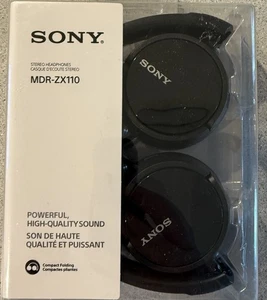 SONY®
STEREO HEADPHONES
CASQUE D'ÉCOUTE STÉRÉO
MDR-ZX110
SONY
SONY
POWERFUL,
HIGH-QUALITY SOUND
SON DE HAUTE
QUALITÉ ET PUISSANT
Compact Folding
Compactes pliantes